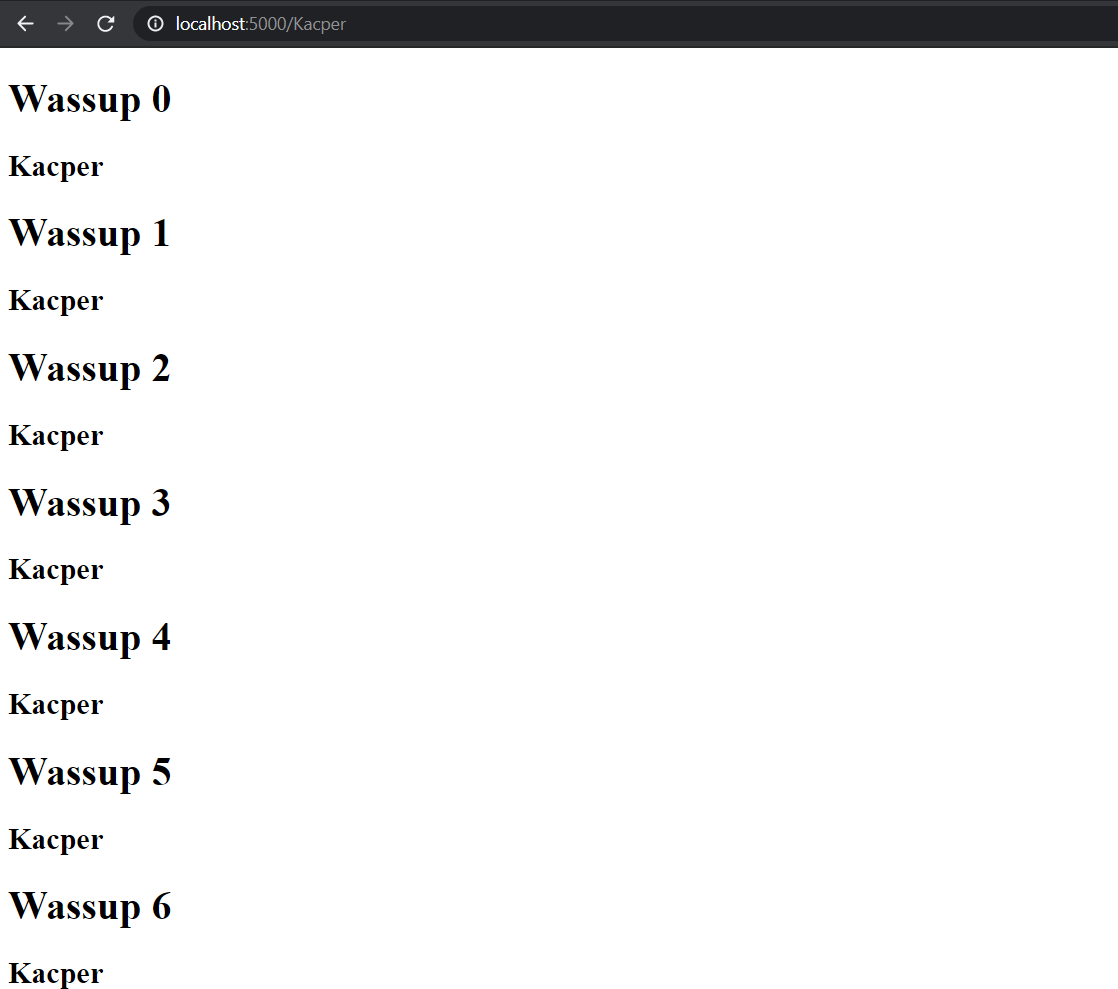 localhost:5000/Kacper
Wassup 0
Kacper
Wassup 1
Kacper
Wassup 2
Kacper
Wassup 3
Kacper
Wassup 4
Kacper
Wassup 5
Kacper
Wassup 6
Kacper